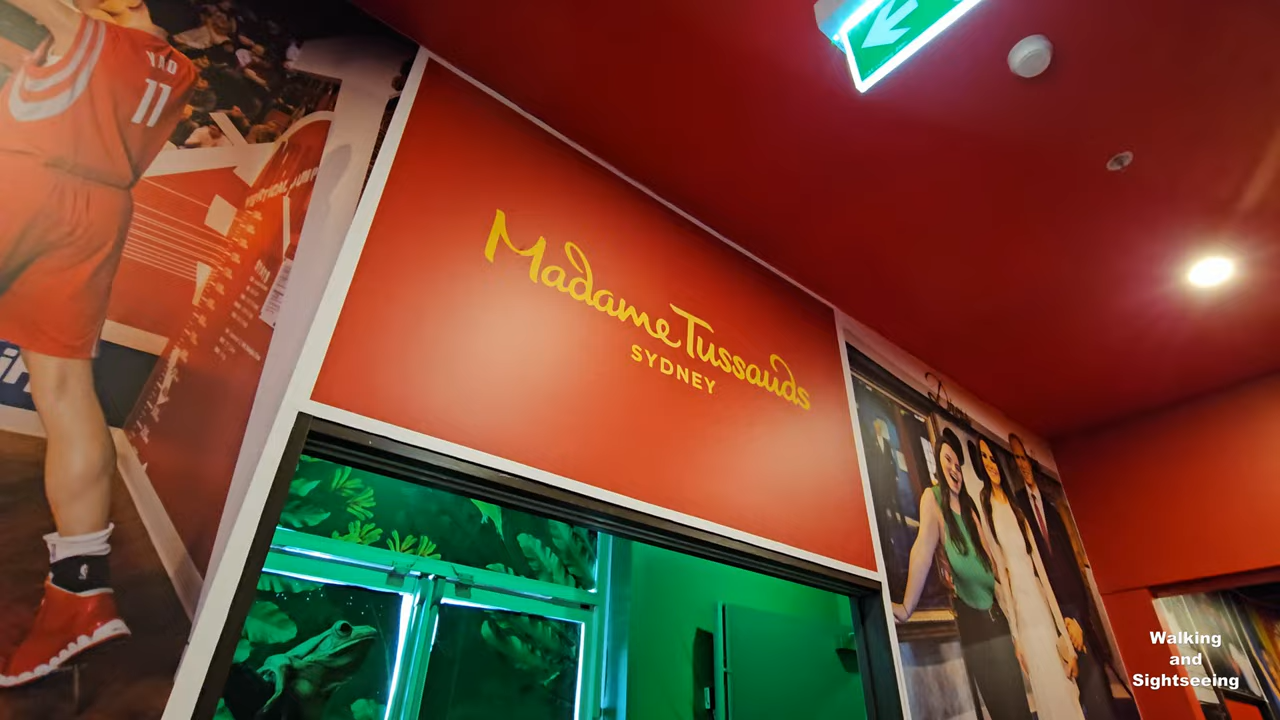 YAO
11
Madame Tussauds
SYDNEY
Walking
and
Sightseeing